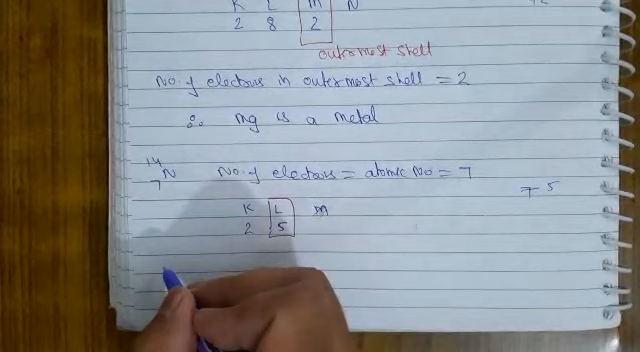 K L M N
2 8 2
outermost shell
No. of electrons in outermost shell = 2
∴ mg is a metal
14
7 N No. of electrons = atomic No = 7
7 5
K L m
2 5